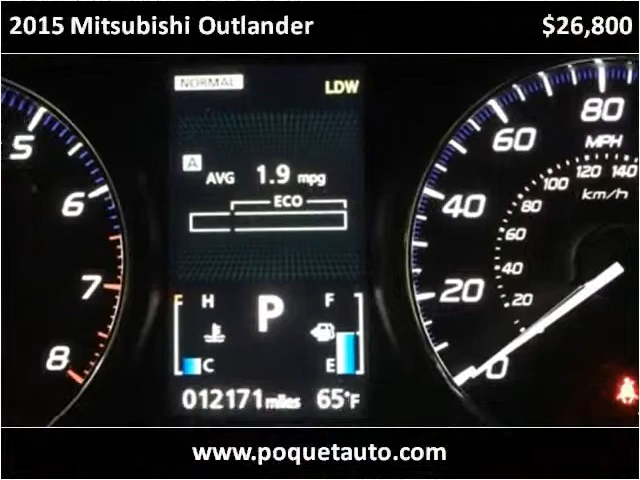 2015 Mitsubishi Outlander $26,800
NORMAL LDW
5 6 7 8
A AVG 1.9 mpg
ECO
H P F
C E
012171 miles 65°F
80 60 40 20 0
MPH
140 120 100 80 60 40 20
km/h
www.poquetauto.com